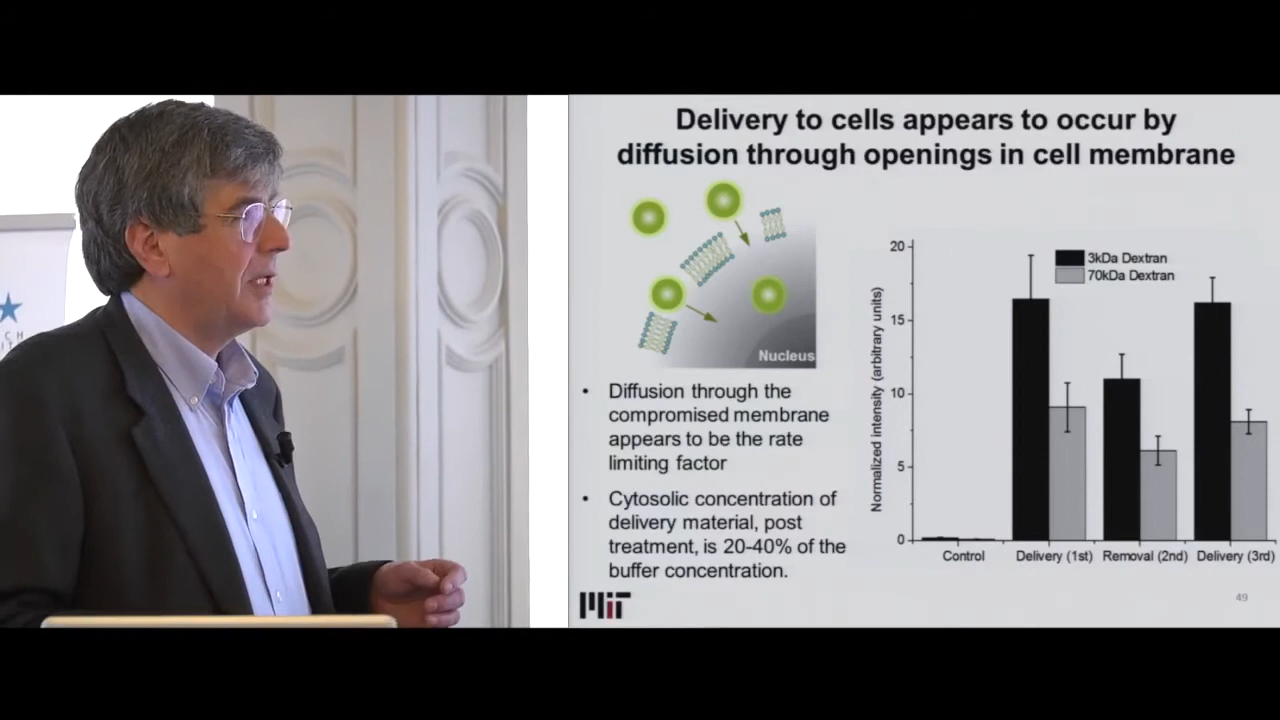 Delivery to cells appears to occur by
diffusion through openings in cell membrane
Nucleus
• Diffusion through the
compromised membrane
appears to be the rate
limiting factor
• Cytosolic concentration of
delivery material, post
treatment, is 20-40% of the
buffer concentration.
Normalized intensity (arbitrary units)
20
15
10
5
0
3kDa Dextran
70kDa Dextran
Control
Delivery (1st)
Removal (2nd)
Delivery (3rd)
MIT
49
CH